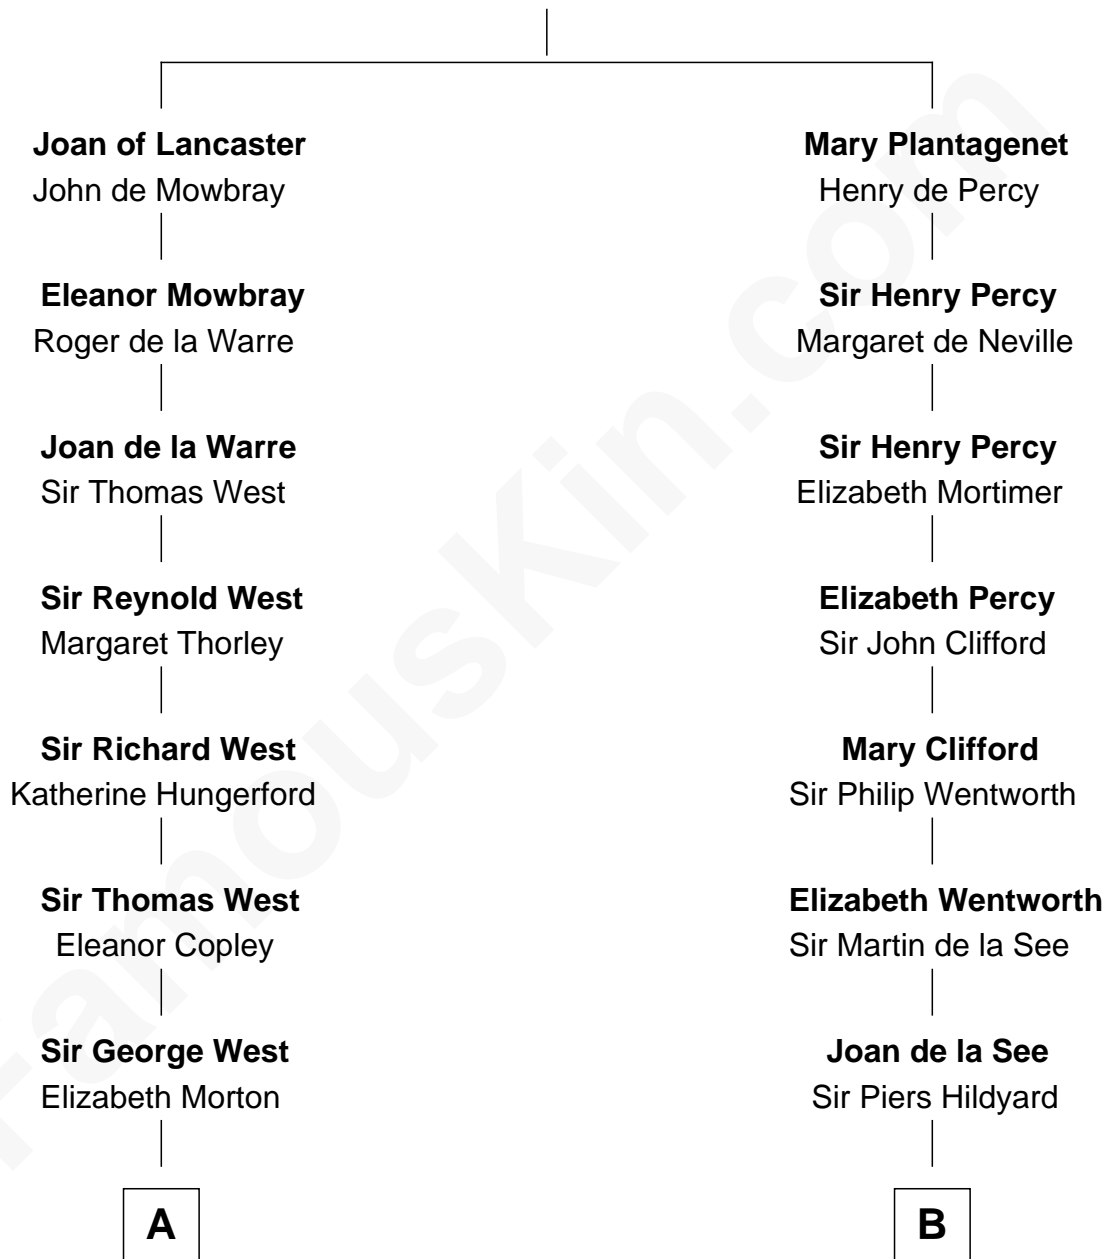 Joan of Lancaster
John de Mowbray
Eleanor Mowbray
Roger de la Warre
Joan de la Warre
Sir Thomas West
Sir Reynold West
Margaret Thorley
Sir Richard West
Katherine Hungerford
Sir Thomas West
Eleanor Copley
Sir George West
Elizabeth Morton
A
Mary Plantagenet
Henry de Percy
Sir Henry Percy
Margaret de Neville
Sir Henry Percy
Elizabeth Mortimer
Elizabeth Percy
Sir John Clifford
Mary Clifford
Sir Philip Wentworth
Elizabeth Wentworth
Sir Martin de la See
Joan de la See
Sir Piers Hildyard
B
FamousKin.com